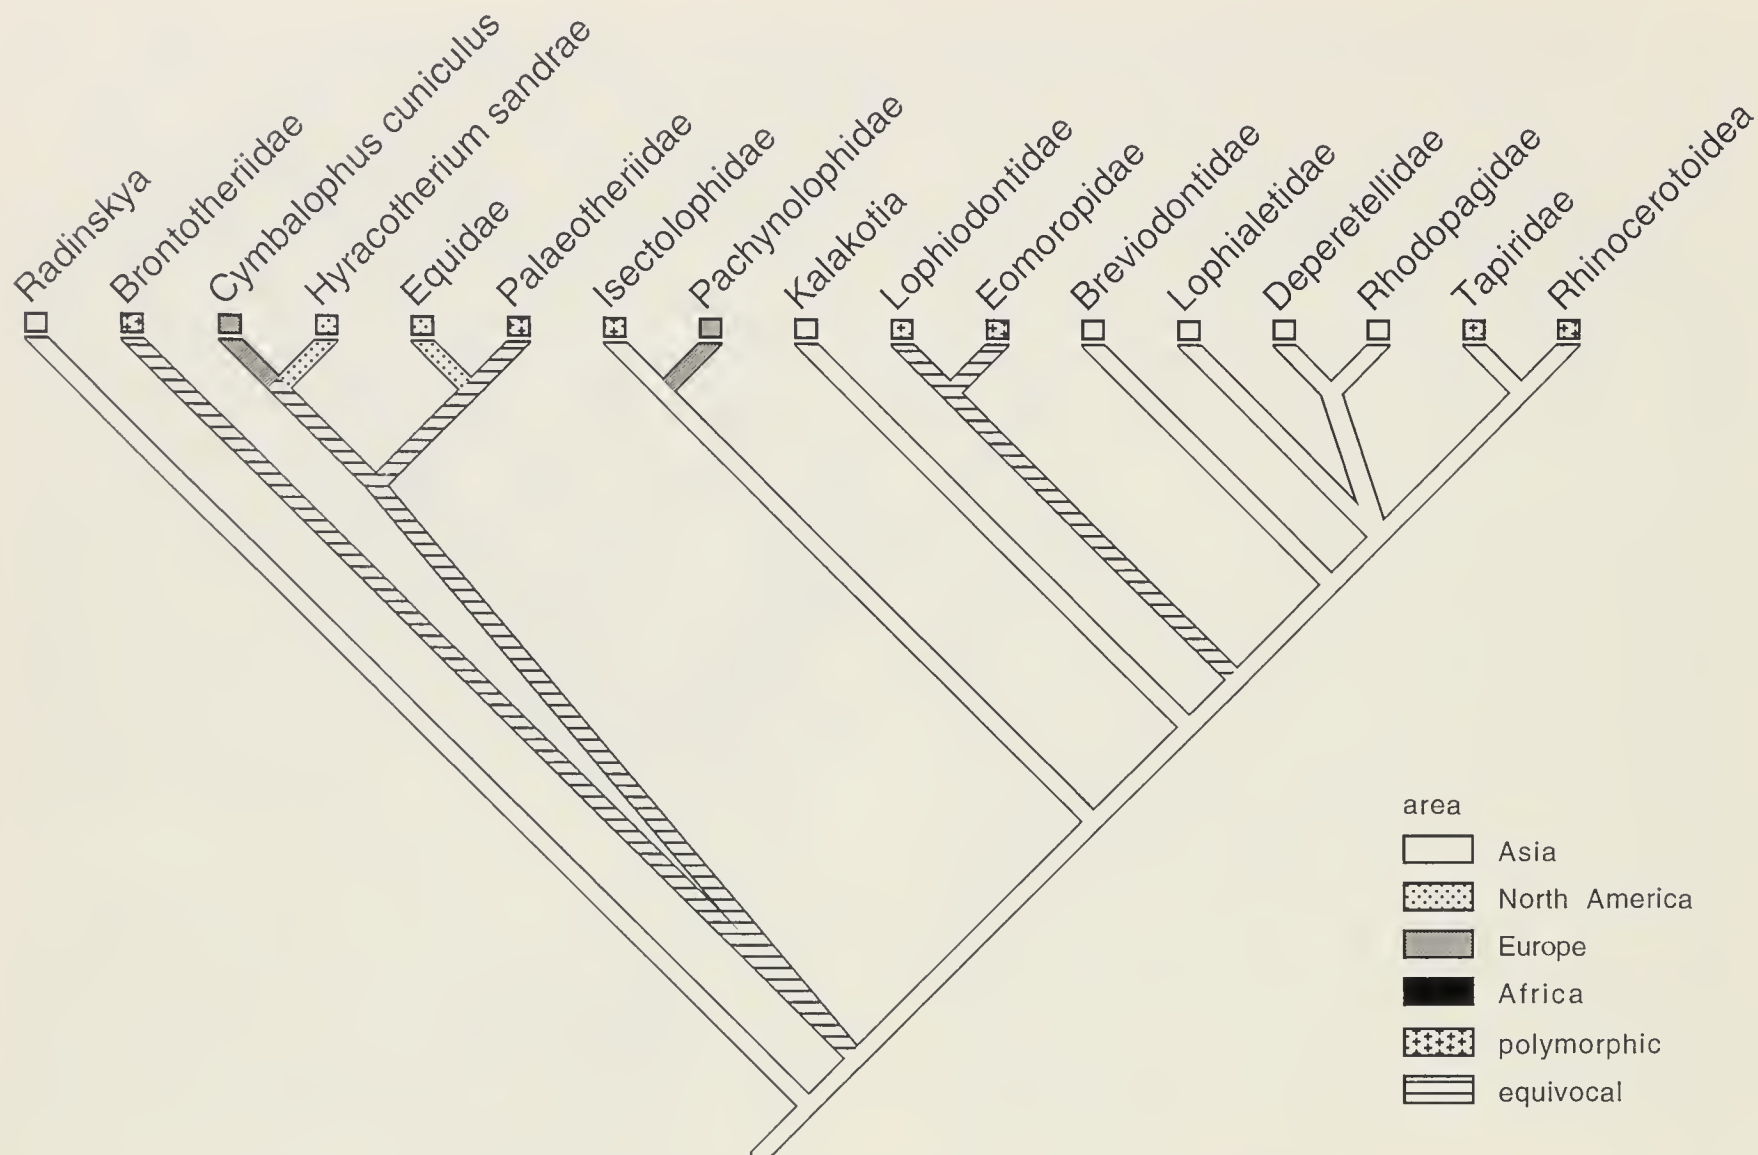 Radinskya
Brontotheriidae
Cymbalophus cuniculus
Hyracotherium sandrae
Equidae
Palaeotheriidae
Isectolophidae
Pachynolophidae
Kalakotia
Lophiodontidae
Eomoropidae
Breviodontidae
Lophialetidae
Deperetellidae
Rhodopagidae
Tapiridae
Rhinocerotoidea
area
Asia
North America
Europe
Africa
polymorphic
equivocal